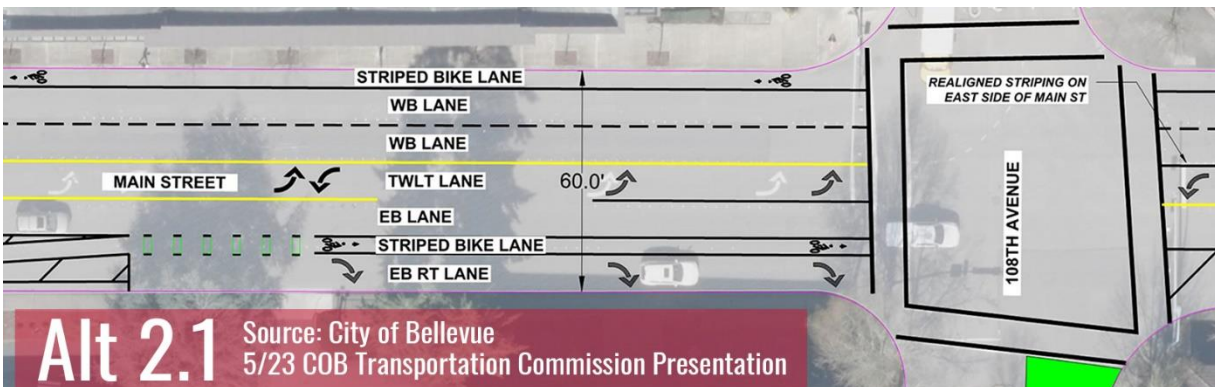 STRIPED BIKE LANE
WB LANE
REALIGNED STRIPING ON
EAST SIDE OF MAIN ST
WB LANE
MAIN STREET
TWLT LANE
60.0'
EB LANE
108TH AVENUE
STRIPED BIKE LANE
EB RT LANE
Alt 2.1
Source: City of Bellevue
5/23 COB Transportation Commission Presentation